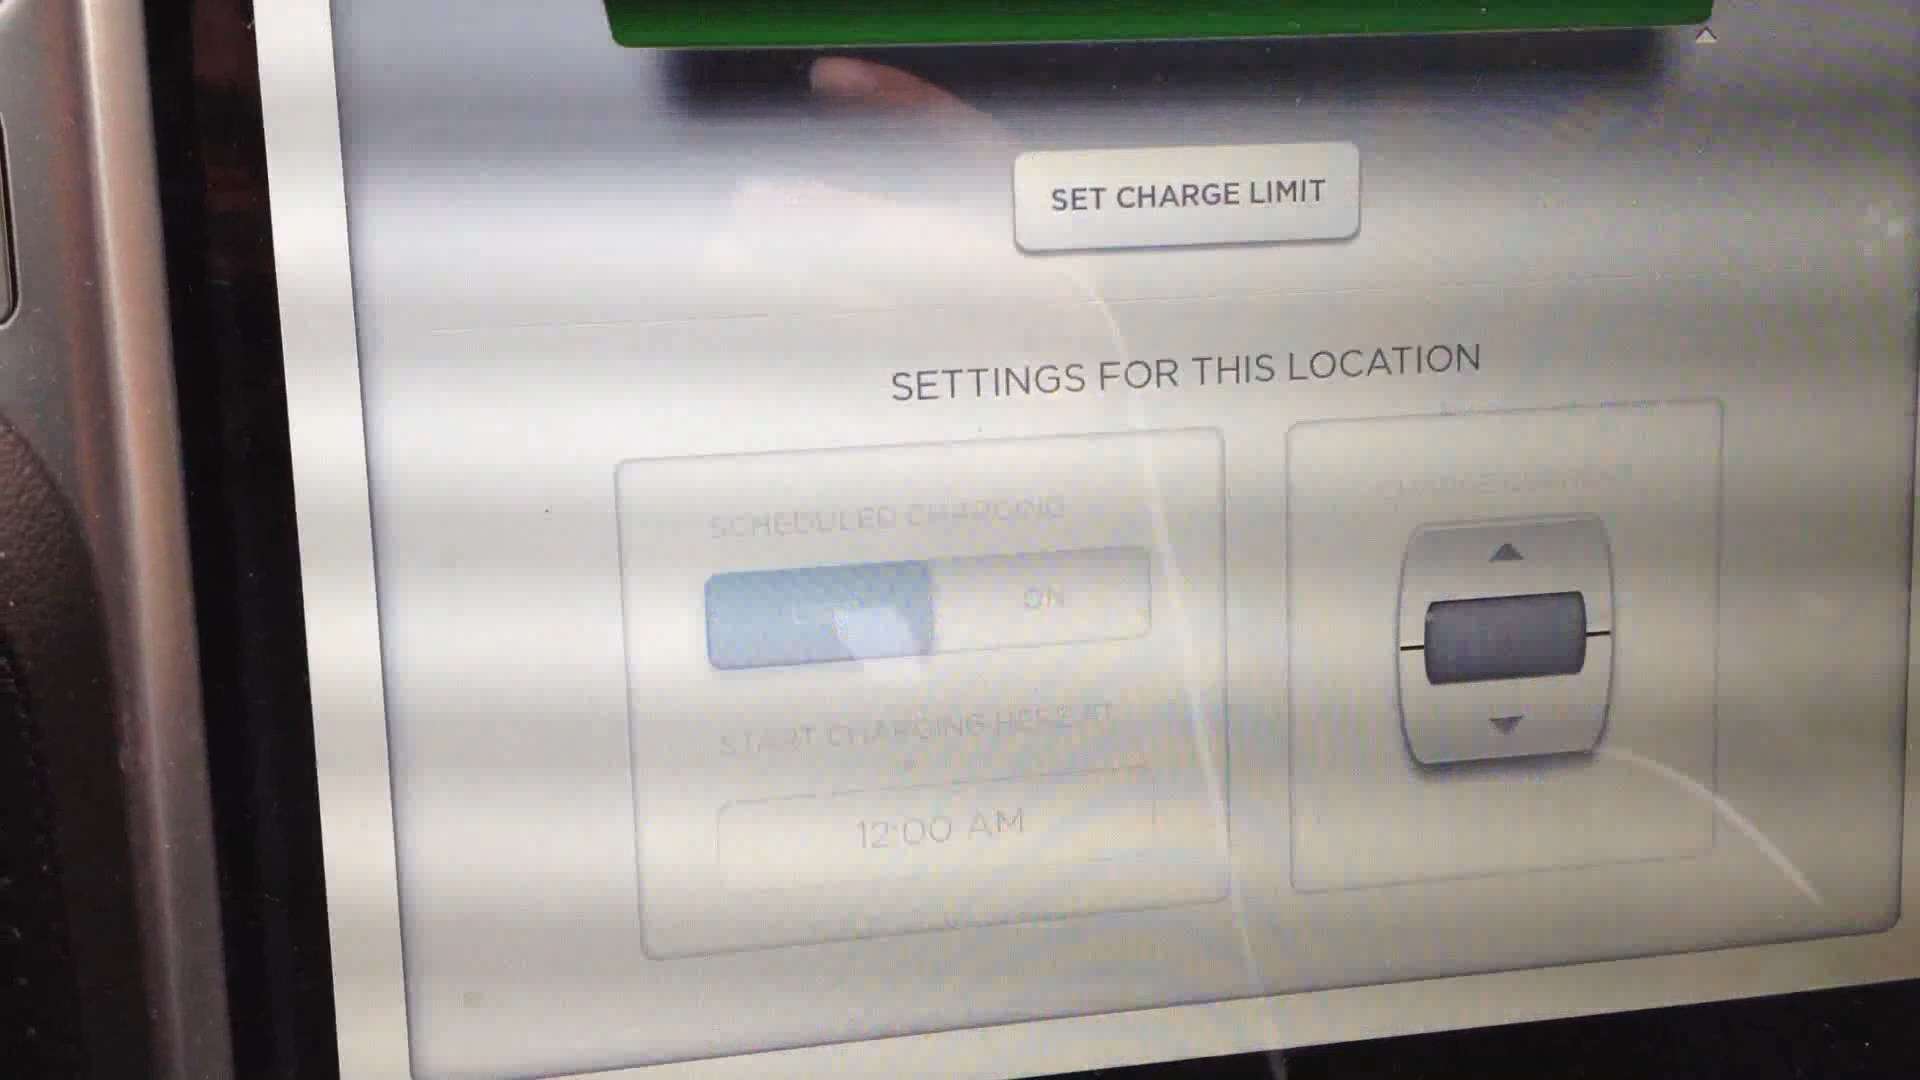 SET CHARGE LIMIT
SETTINGS FOR THIS LOCATION
SCHEDULED CHARGING
ON
START CHARGING HERE AT
12:00 AM